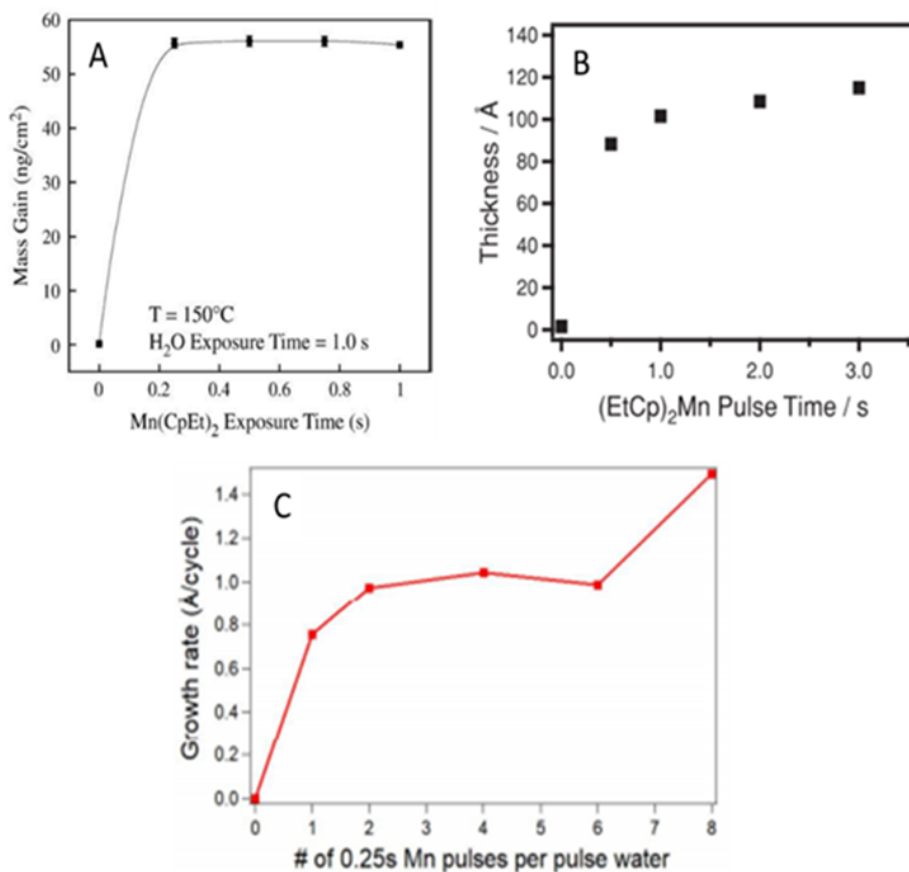 A
Mass Gain (ng/cm²)
60
50
40
30
20
10
0
T = 150°C
H₂O Exposure Time = 1.0 s
0 0.2 0.4 0.6 0.8 1
Mn(CpEt)₂ Exposure Time (s)
B
Thickness / Å
140
120
100
80
60
40
20
0
0.0 1.0 2.0 3.0
(EtCp)₂Mn Pulse Time / s
C
Growth rate (Å/cycle)
1.4
1.2
1.0
0.8
0.6
0.4
0.2
0.0
0 1 2 3 4 5 6 7 8
# of 0.25s Mn pulses per pulse water